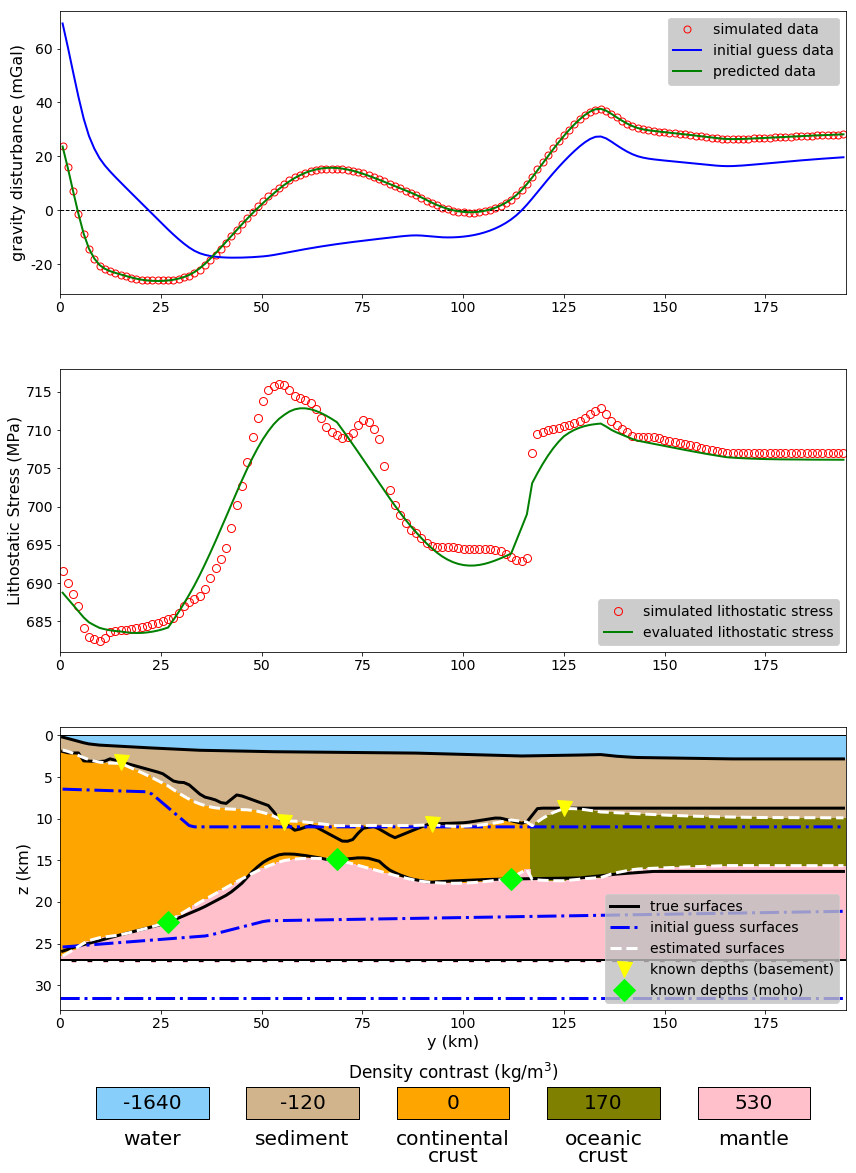 gravity disturbance (mGal)
60
40
20
0
-20
simulated data
initial guess data
predicted data
0 25 50 75 100 125 150 175
Lithostatic Stress (MPa)
715
710
705
700
695
690
685
simulated lithostatic stress
evaluated lithostatic stress
0 25 50 75 100 125 150 175
z (km)
0
5
10
15
20
25
30
true surfaces
initial guess surfaces
estimated surfaces
known depths (basement)
known depths (moho)
0 25 50 75 100 125 150 175
y (km)
Density contrast (kg/m³)
-1640 -120 0 170 530
water sediment continental oceanic mantle
crust crust